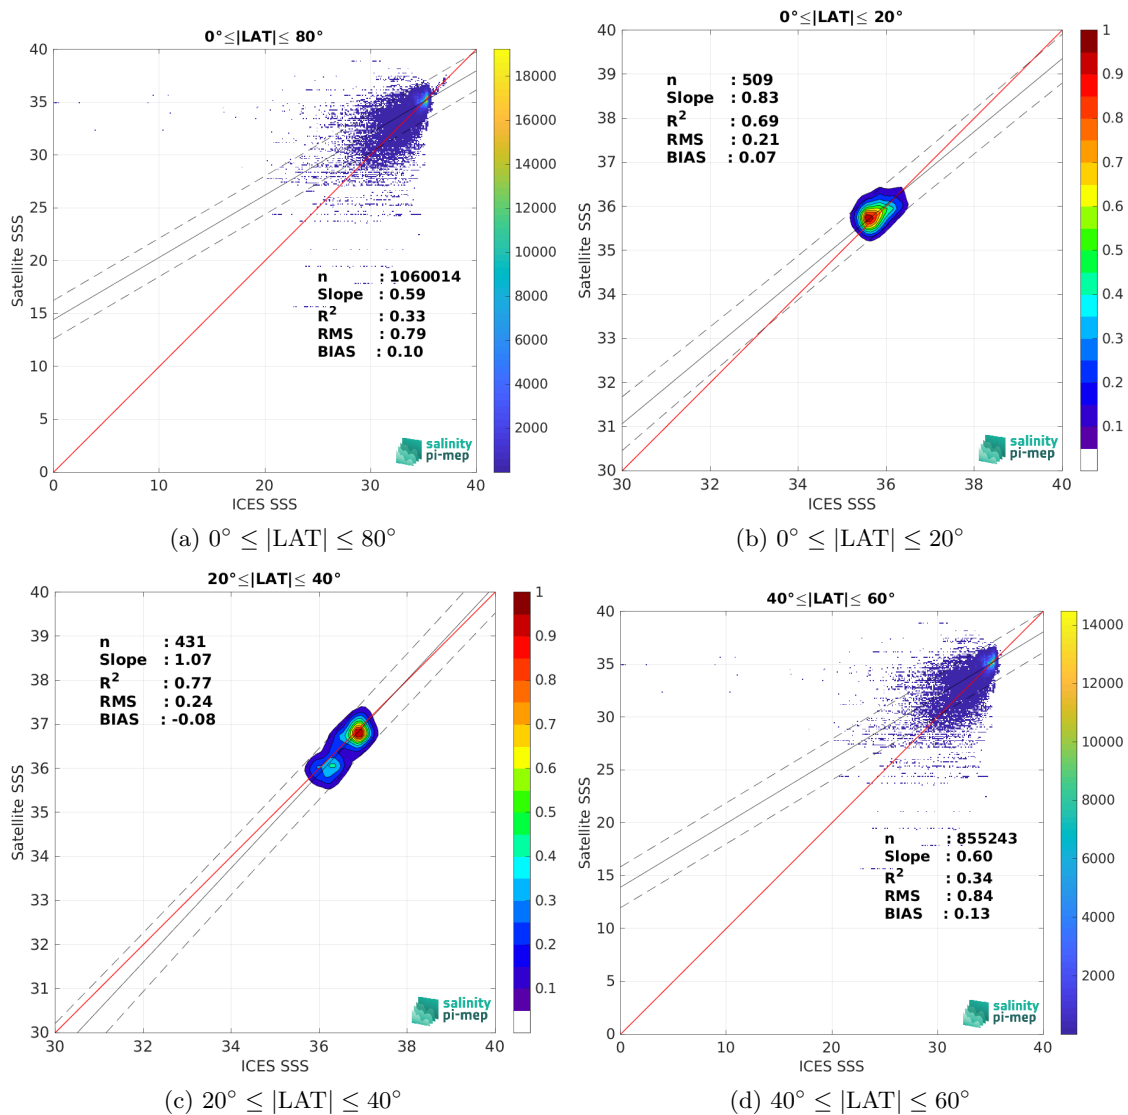 0°≤|LAT|≤ 80°
40
35
30
25
20
15
10
5
0
0
10
20
30
40
Satellite SSS
ICES SSS
n : 1060014
Slope : 0.59
R² : 0.33
RMS : 0.79
BIAS : 0.10
salinity
pi-mep
18000
16000
14000
12000
10000
8000
6000
4000
2000
(a) 0° ≤ |LAT| ≤ 80°
0°≤|LAT|≤ 20°
40
39
38
37
36
35
34
33
32
31
30
30
32
34
36
38
40
Satellite SSS
ICES SSS
n : 509
Slope : 0.83
R² : 0.69
RMS : 0.21
BIAS : 0.07
salinity
pi-mep
1
0.9
0.8
0.7
0.6
0.5
0.4
0.3
0.2
0.1
(b) 0° ≤ |LAT| ≤ 20°
20°≤|LAT|≤ 40°
40
39
38
37
36
35
34
33
32
31
30
30
32
34
36
38
40
Satellite SSS
ICES SSS
n : 431
Slope : 1.07
R² : 0.77
RMS : 0.24
BIAS : -0.08
salinity
pi-mep
1
0.9
0.8
0.7
0.6
0.5
0.4
0.3
0.2
0.1
(c) 20° ≤ |LAT| ≤ 40°
40°≤|LAT|≤ 60°
40
35
30
25
20
15
10
5
0
0
10
20
30
40
Satellite SSS
ICES SSS
n : 855243
Slope : 0.60
R² : 0.34
RMS : 0.84
BIAS : 0.13
salinity
pi-mep
14000
12000
10000
8000
6000
4000
2000
(d) 40° ≤ |LAT| ≤ 60°